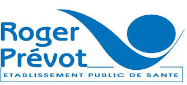 Roger
Prévot
ETABLISSEMENT PUBLIC DE SANTE